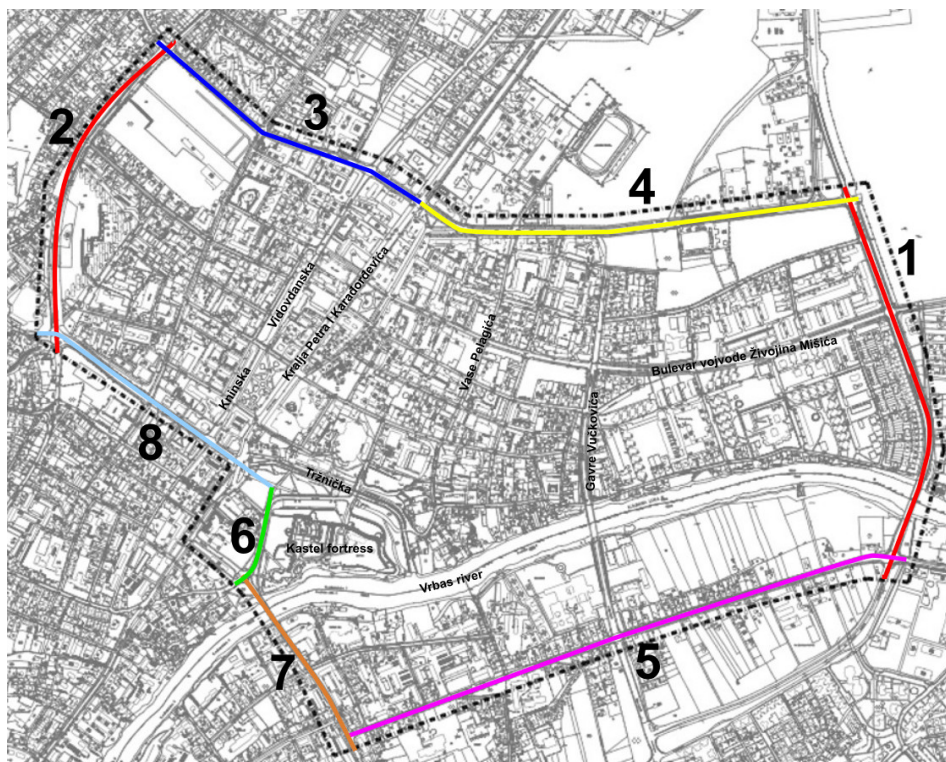 3
2
4
1
Vidovdanska
Kralja Petra I Karađorđevića
Vase Pelagića
Bulevar vojvode Živojina Mišića
Kninska
Gavre Vučkovića
8
Tržnička
6
Kastel fortress
Vrbas river
7
5